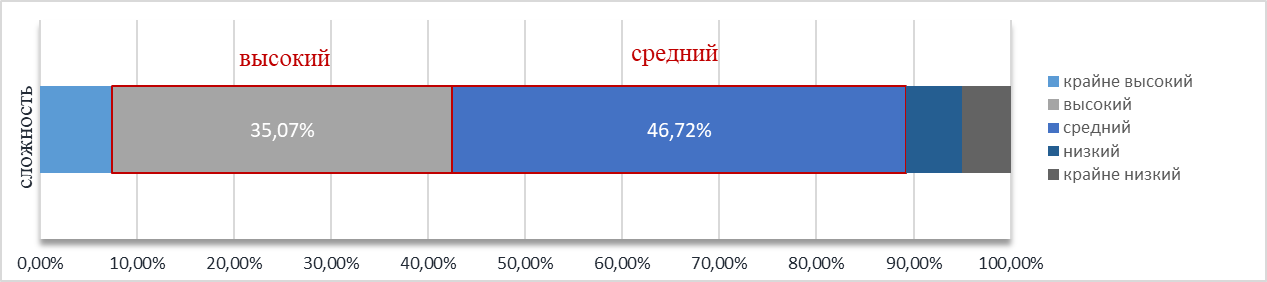 высокий
средний
сложность
35,07%
46,72%
крайне высокий
высокий
средний
низкий
крайне низкий
0,00% 10,00% 20,00% 30,00% 40,00% 50,00% 60,00% 70,00% 80,00% 90,00% 100,00%